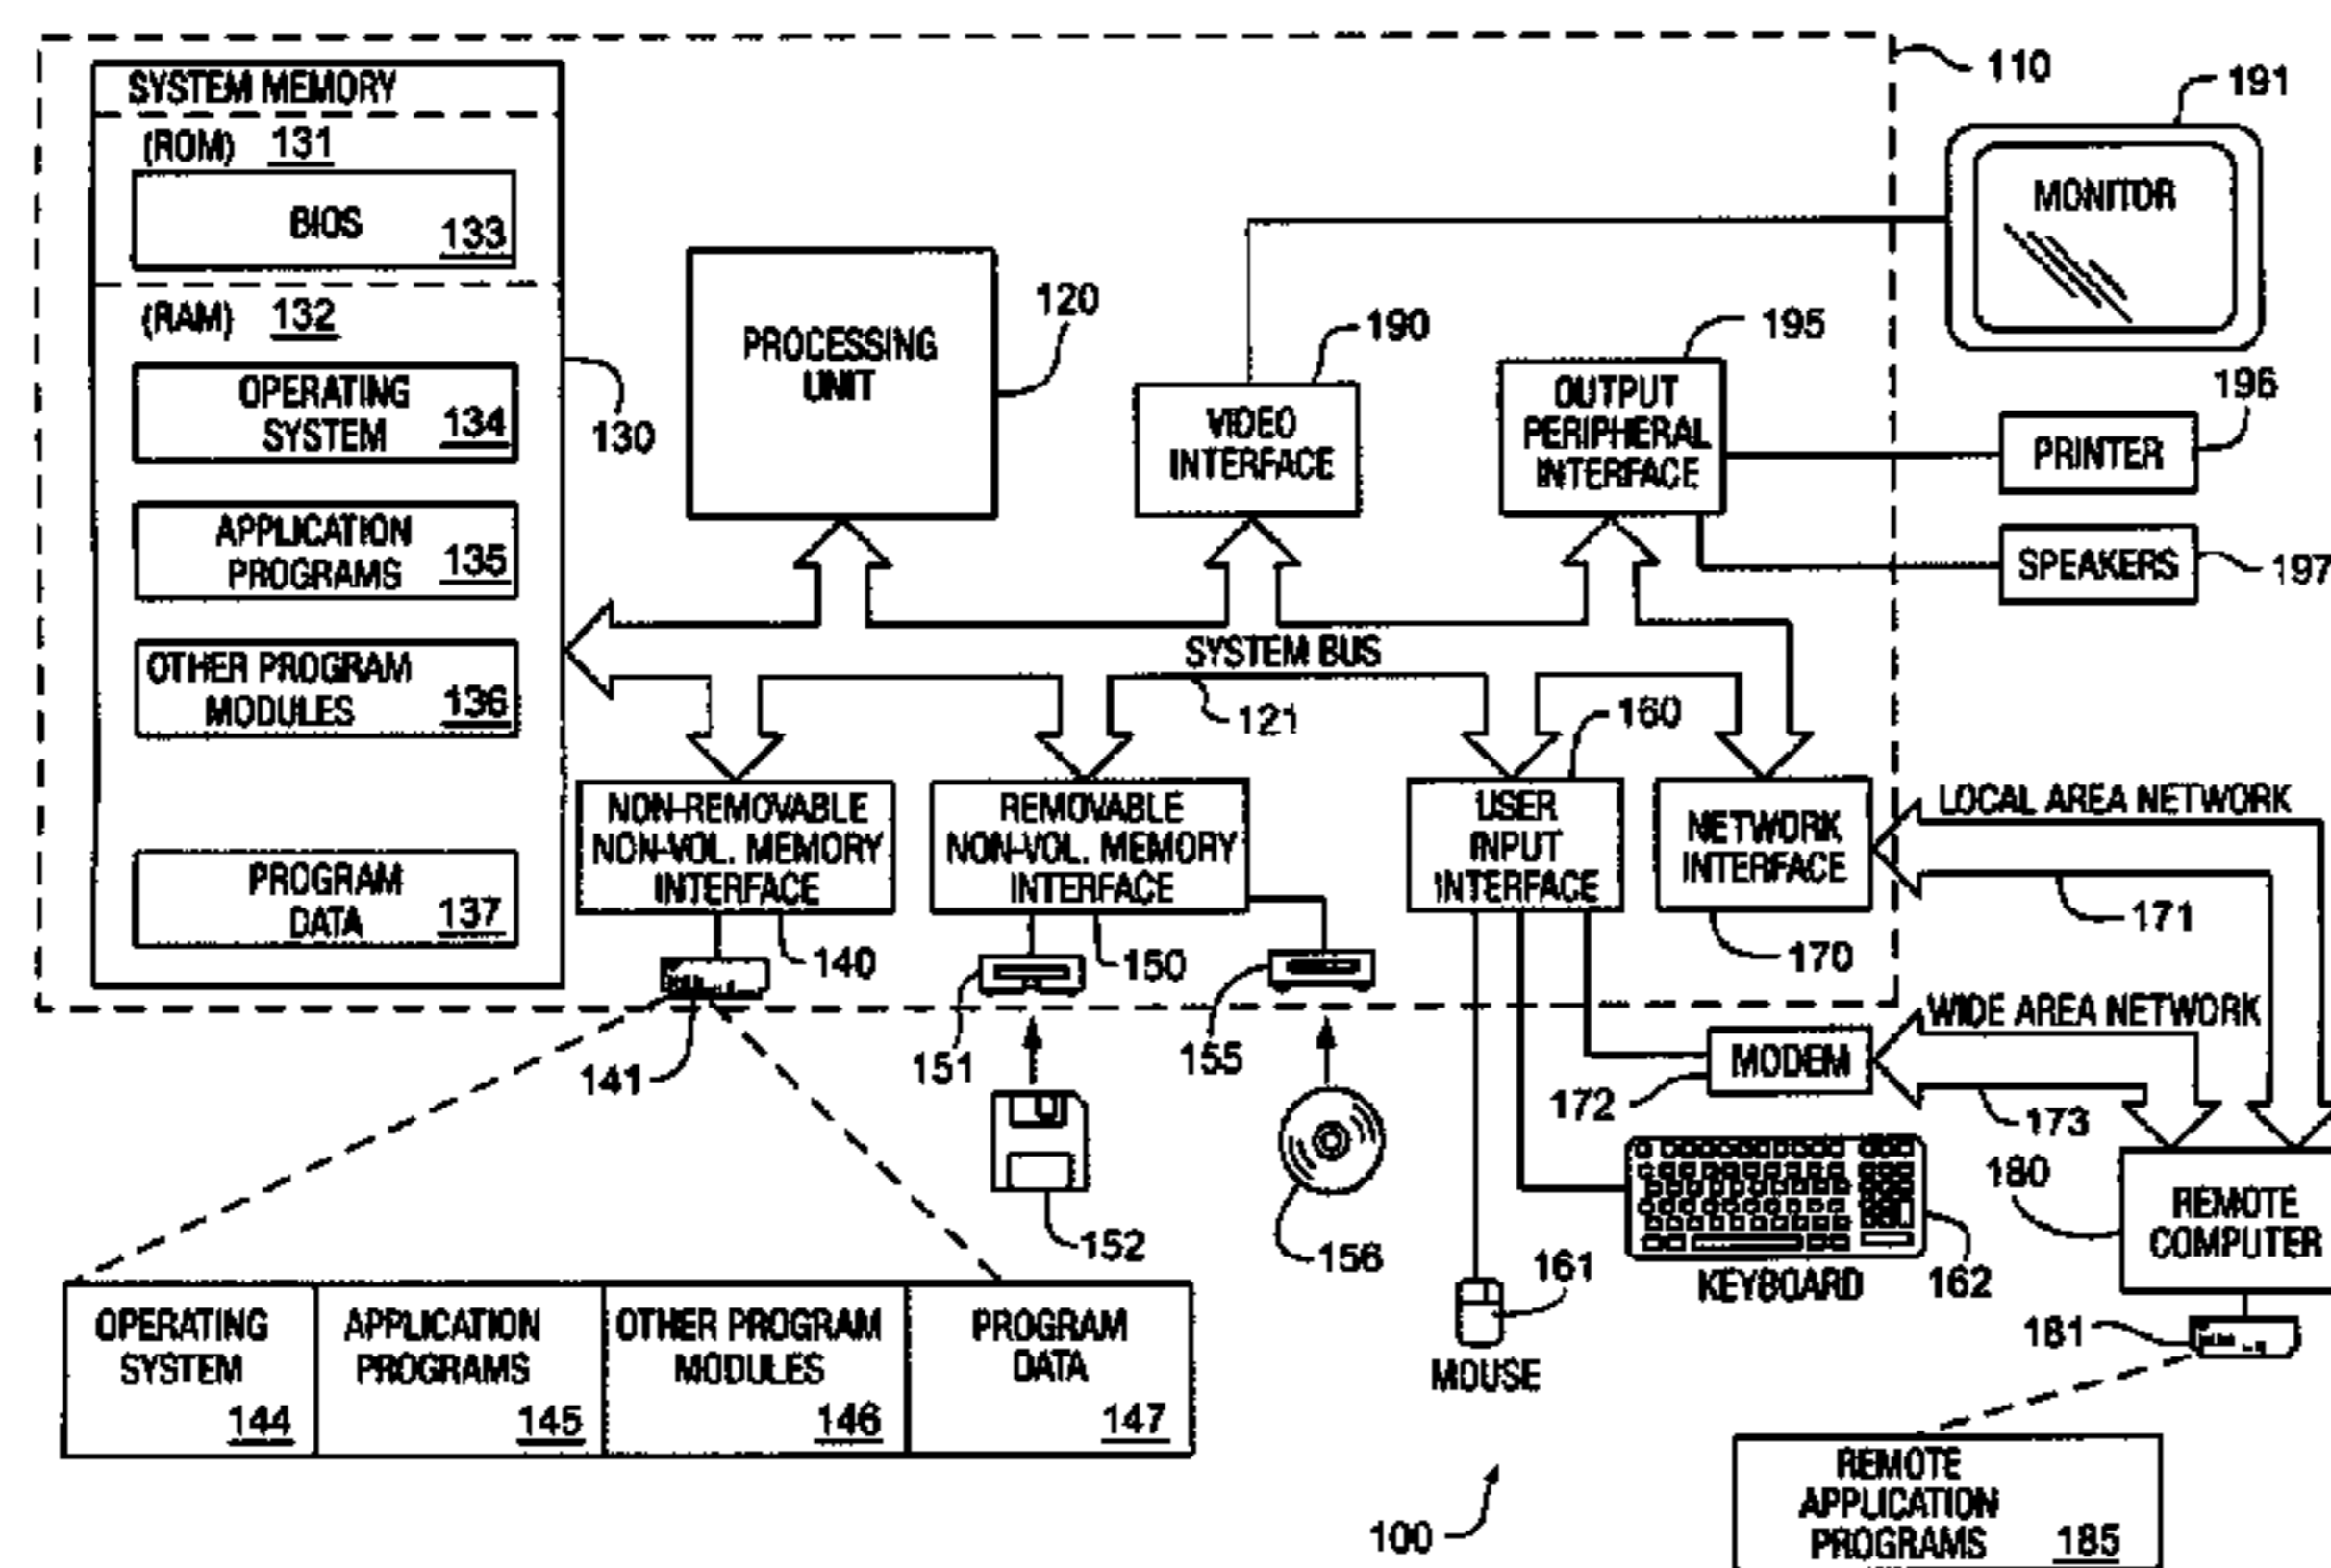 110
191
SYSTEM MEMORY
(ROM) 131
BIOS 133
(RAM) 132
OPERATING
SYSTEM 134
APPLICATION
PROGRAMS 135
OTHER PROGRAM
MODULES 136
PROGRAM
DATA 137
130
PROCESSING
UNIT
120
VIDEO
INTERFACE
190
OUTPUT
PERIPHERAL
INTERFACE
195
MONITOR
196
PRINTER
SPEAKERS
197
SYSTEM BUS
121
NON-REMOVABLE
NON-VOL. MEMORY
INTERFACE
140
141
REMOVABLE
NON-VOL. MEMORY
INTERFACE
150
151
155
152
156
160
USER
INPUT
INTERFACE
NETWORK
INTERFACE
170
LOCAL AREA NETWORK
171
WIDE AREA NETWORK
MODEM
172
173
180
REMOTE
COMPUTER
KEYBOARD
162
161
MOUSE
181
OPERATING
SYSTEM
144
APPLICATION
PROGRAMS
145
OTHER PROGRAM
MODULES
146
PROGRAM
DATA
147
100
REMOTE
APPLICATION
PROGRAMS 185